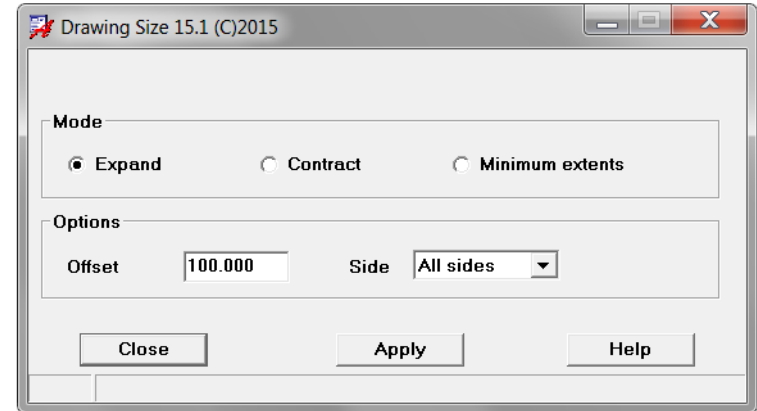 Drawing Size 15.1 (C)2015
Mode
Expand Contract Minimum extents
Options
Offset 100.000 Side All sides
Close Apply Help